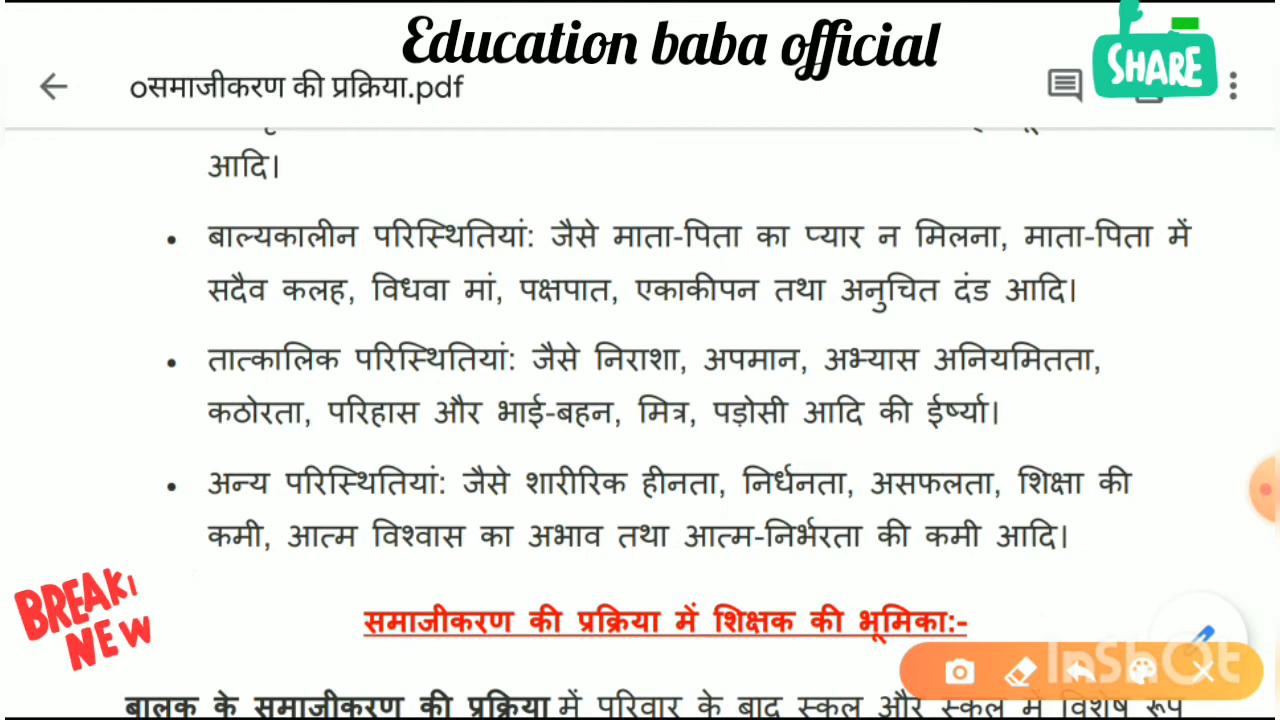 Education baba official
SHARE
oसमाजीकरण की प्रक्रिया.pdf
आदि।
• बाल्यकालीन परिस्थितियां: जैसे माता-पिता का प्यार न मिलना, माता-पिता में
सदैव कलह, विधवा मां, पक्षपात, एकाकीपन तथा अनुचित दंड आदि।
• तात्कालिक परिस्थितियां: जैसे निराशा, अपमान, अभ्यास अनियमितता,
कठोरता, परिहास और भाई-बहन, मित्र, पड़ोसी आदि की ईर्ष्या।
• अन्य परिस्थितियां: जैसे शारीरिक हीनता, निर्धनता, असफलता, शिक्षा की
कमी, आत्म विश्वास का अभाव तथा आत्म-निर्भरता की कमी आदि।
BREAKI
NEW
समाजीकरण की प्रक्रिया में शिक्षक की भूमिका:-
InShOt
बालक के समाजीकरण की प्रक्रिया में परिवार के बाद स्कूल और स्कूल में विशेष रूप